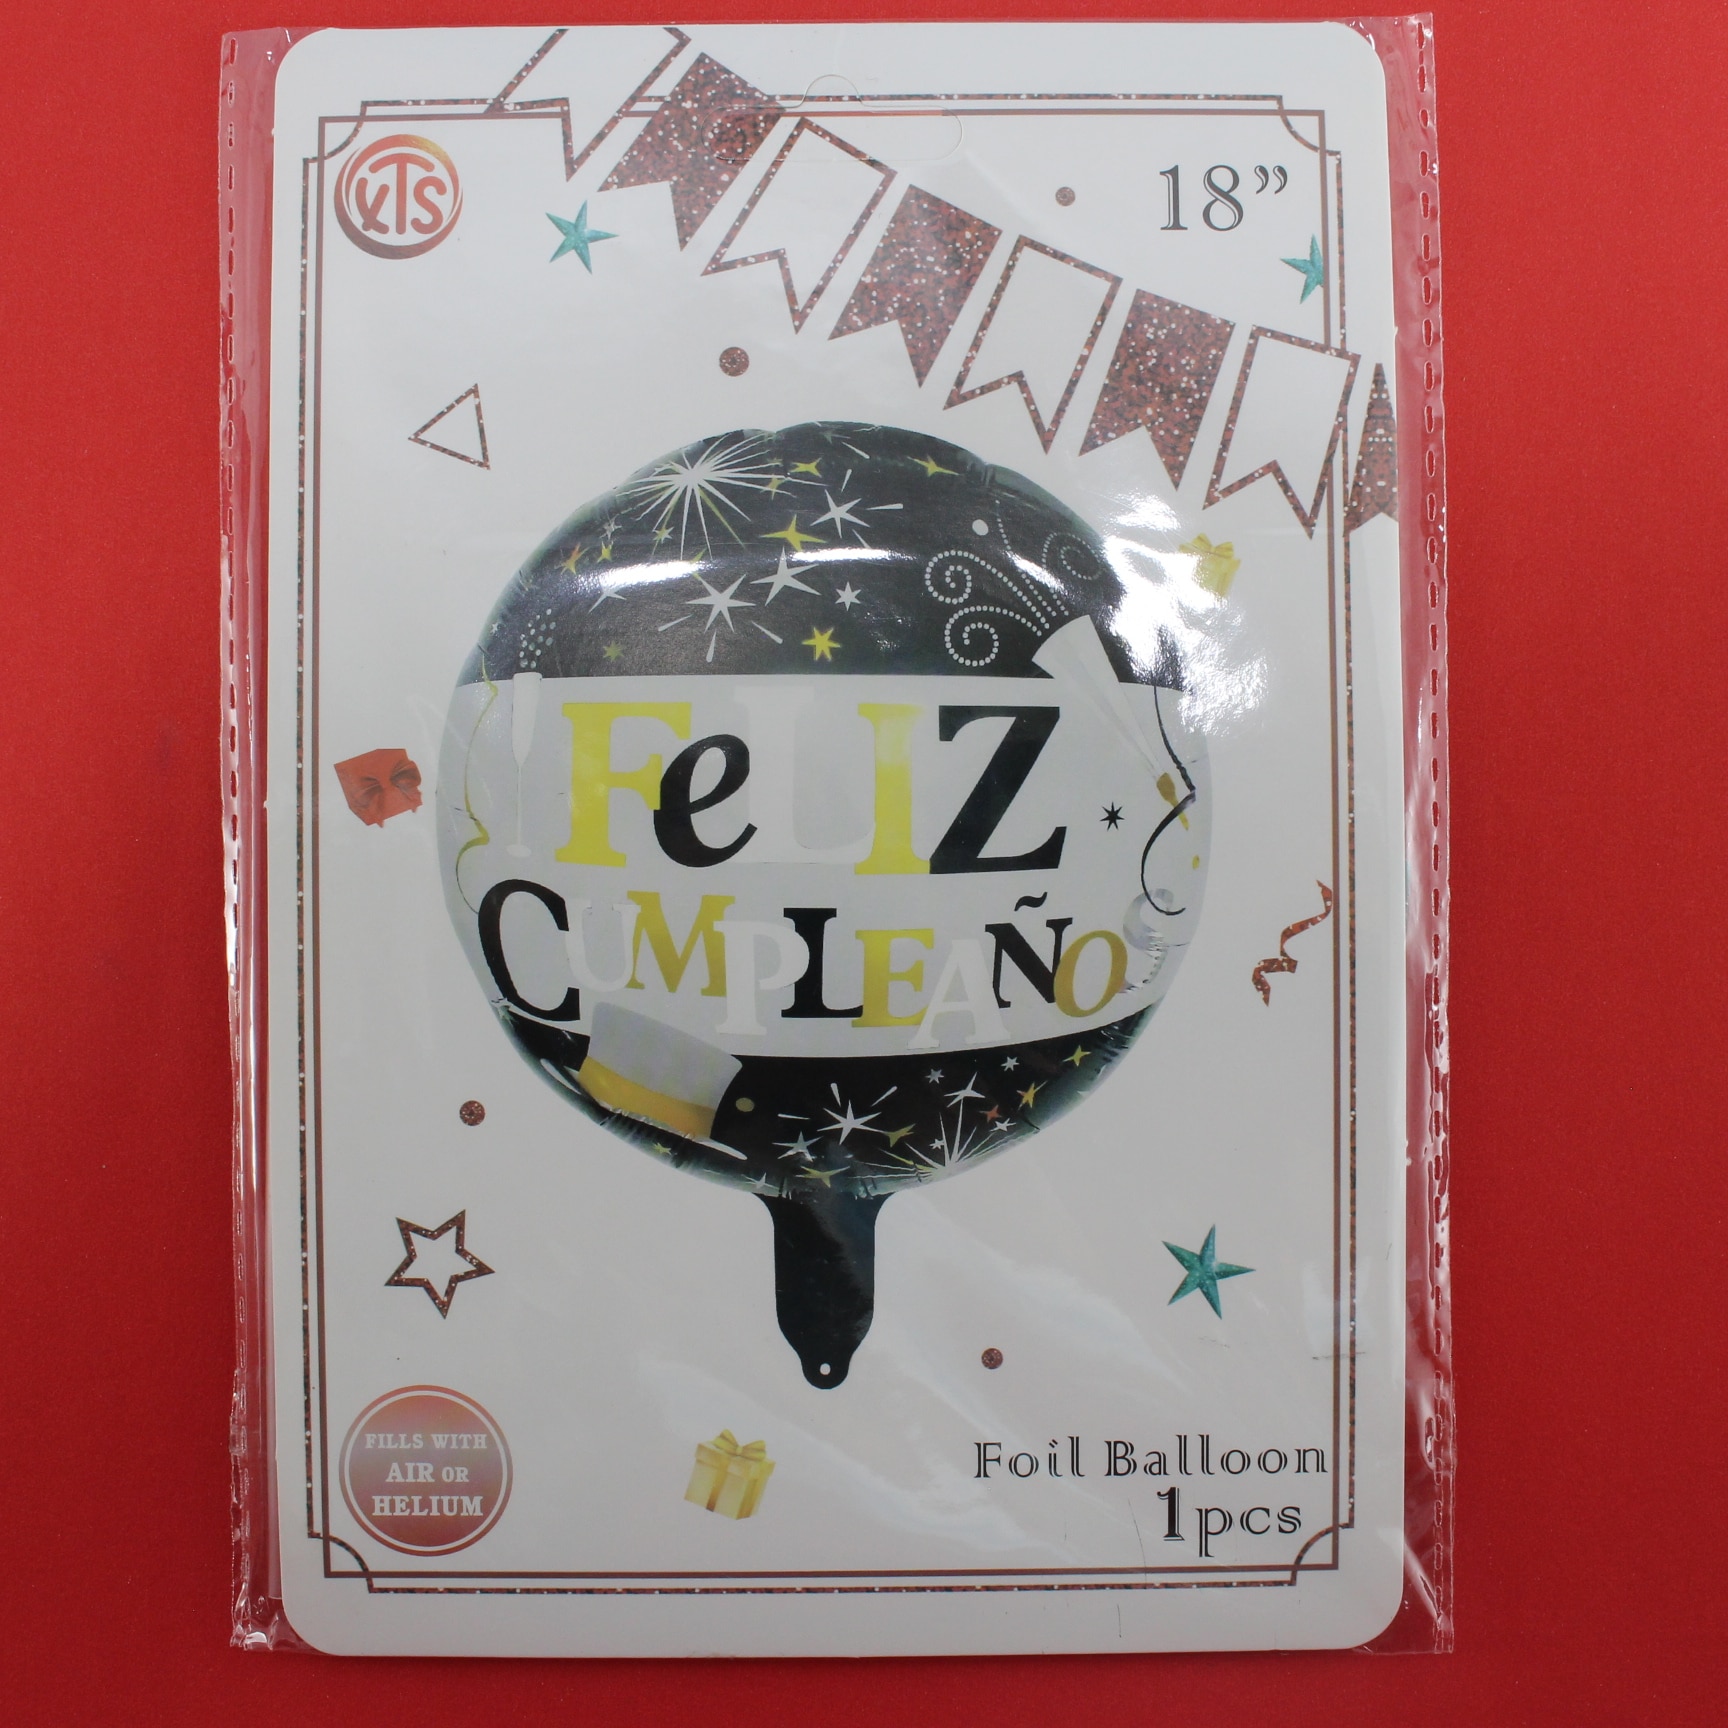 XTS
18”
FeLIZ
CUMPLEAÑOS
FILLS WITH
AIR OR
HELIUM
Foil Balloon
1pcs